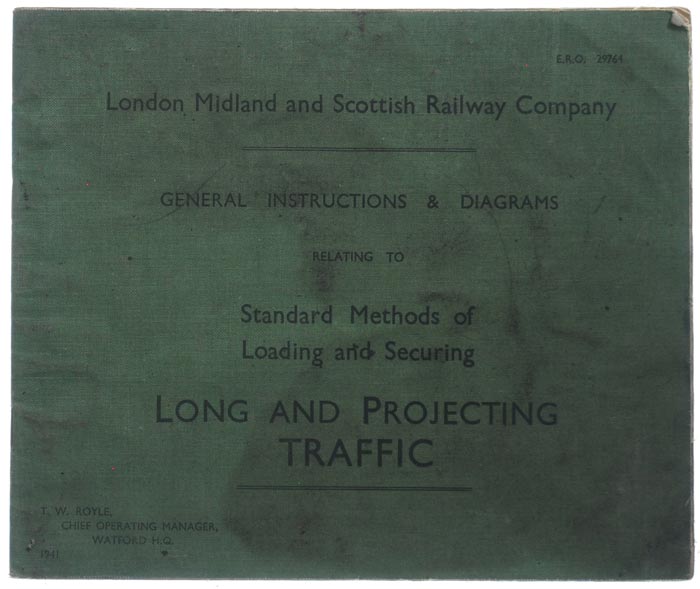 E.R.O. 29764
London Midland and Scottish Railway Company
GENERAL INSTRUCTIONS & DIAGRAMS
RELATING TO
Standard Methods of
Loading and Securing
LONG AND PROJECTING
TRAFFIC
T. W. ROYLE,
CHIEF OPERATING MANAGER,
WATFORD H.Q.
1941